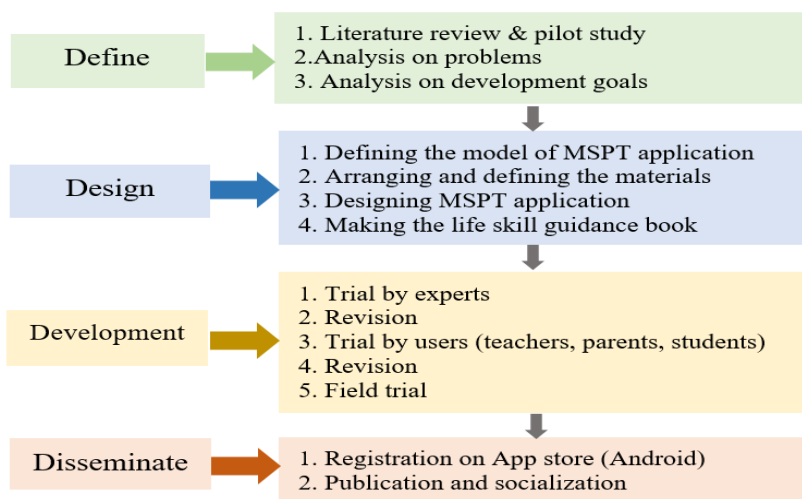 Define
1. Literature review & pilot study
2.Analysis on problems
3. Analysis on development goals
Design
1. Defining the model of MSPT application
2. Arranging and defining the materials
3. Designing MSPT application
4. Making the life skill guidance book
Development
1. Trial by experts
2. Revision
3. Trial by users (teachers, parents, students)
4. Revision
5. Field trial
Disseminate
1. Registration on App store (Android)
2. Publication and socialization